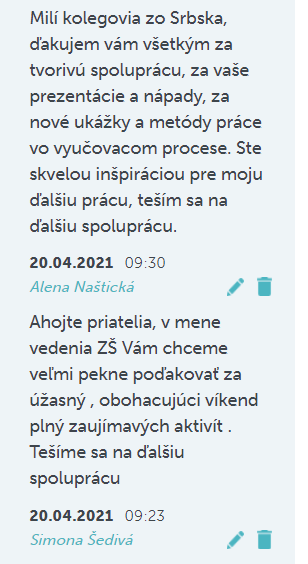 Milí kolegovia zo Srbska,
ďakujem vám všetkým za
tvorivú spoluprácu, za vaše
prezentácie a nápady, za
nové ukážky a metódy práce
vo vyučovacom procese. Ste
skvelou inšpiráciou pre moju
ďalšiu prácu, teším sa na
ďalšiu spoluprácu.
20.04.2021 09:30
Alena Naštická
Ahojte priatelia, v mene
vedenia ZŠ Vám chceme
veľmi pekne poďakovať za
úžasný , obohacujúci víkend
plný zaujímavých aktivít .
Tešíme sa na ďalšiu
spoluprácu
20.04.2021 09:23
Simona Šedivá